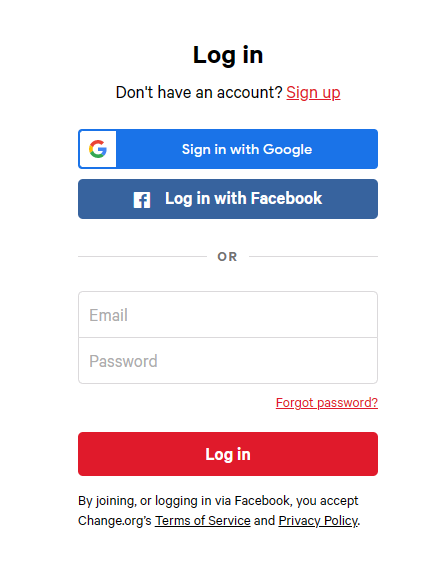 Log in
Don't have an account? Sign up
Sign in with Google
Log in with Facebook
OR
Email
Password
Forgot password?
Log in
By joining, or logging in via Facebook, you accept
Change.org's Terms of Service and Privacy Policy.